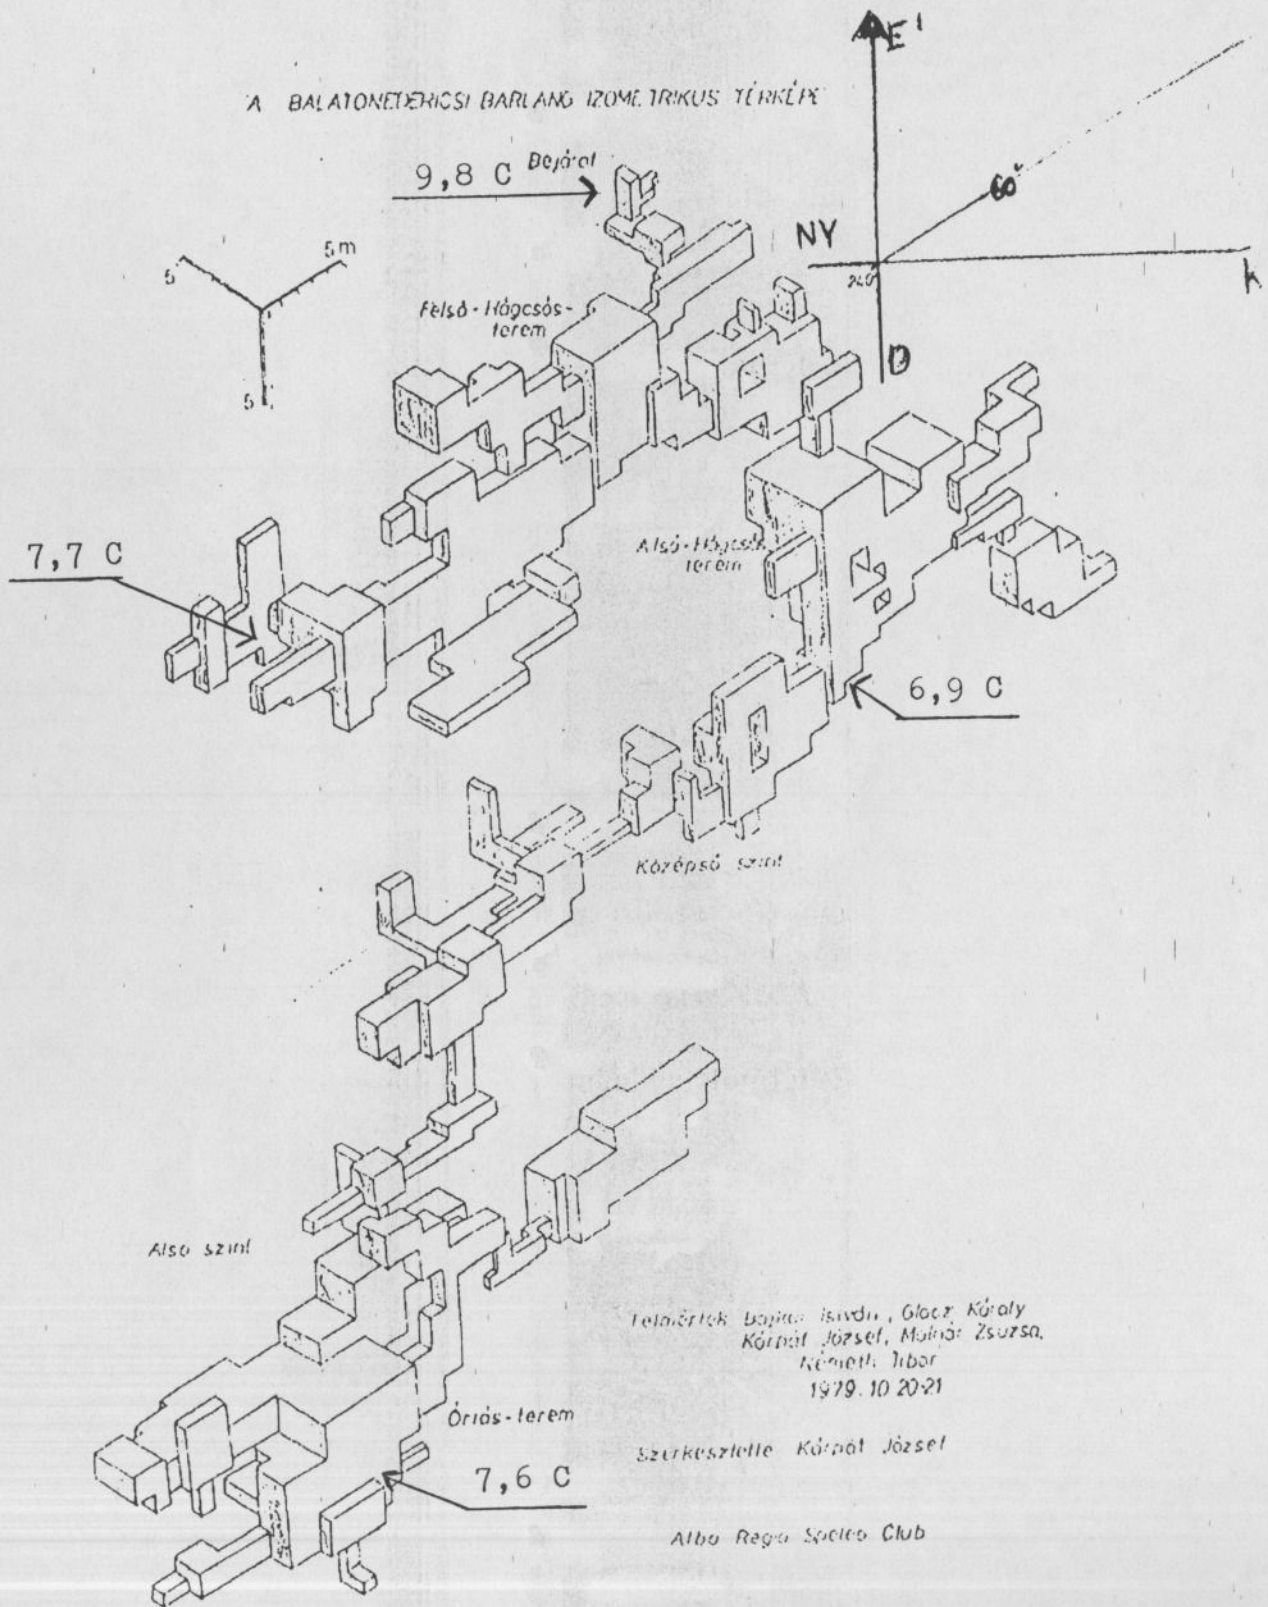 E'
A BALATONEDERICSI BARLANG IZOMETRIKUS TÉRKÉPE
Bejárat
9,8 C
60°
NY
240°
K
D
5
5m
5
Felső-Hágcsós-
terem
7,7 C
Alsó-Hágcsós
terem
6,9 C
Középső szint
Alsó szint
Felmérték István, Glocz Károly
Kárpát József, Molnár Zsuzsa,
Németh Tibor
1979. 10 20-21
Óriás-terem
Szerkesztette Kárpát József
7,6 C
Alba Regia Speleo Club